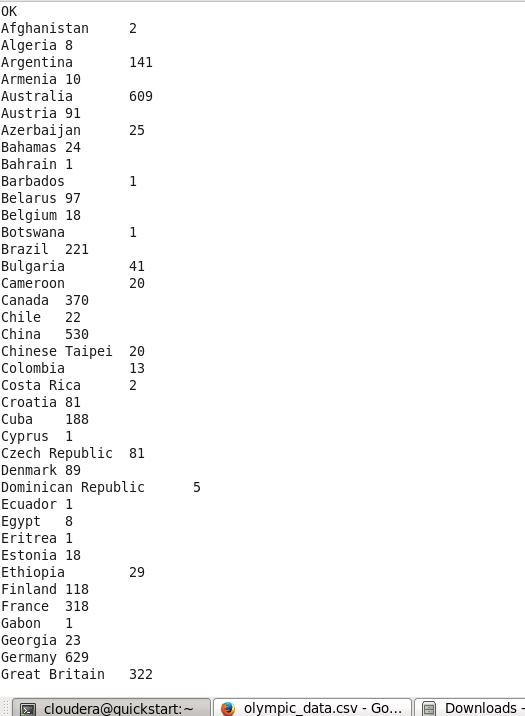 OK
Afghanistan 2
Algeria 8
Argentina 141
Armenia 10
Australia 609
Austria 91
Azerbaijan 25
Bahamas 24
Bahrain 1
Barbados 1
Belarus 97
Belgium 18
Botswana 1
Brazil 221
Bulgaria 41
Cameroon 20
Canada 370
Chile 22
China 530
Chinese Taipei 20
Colombia 13
Costa Rica 2
Croatia 81
Cuba 188
Cyprus 1
Czech Republic 81
Denmark 89
Dominican Republic 5
Ecuador 1
Egypt 8
Eritrea 1
Estonia 18
Ethiopia 29
Finland 118
France 318
Gabon 1
Georgia 23
Germany 629
Great Britain 322
cloudera@quickstart:~ olympic_data.csv - Go... Downloads -